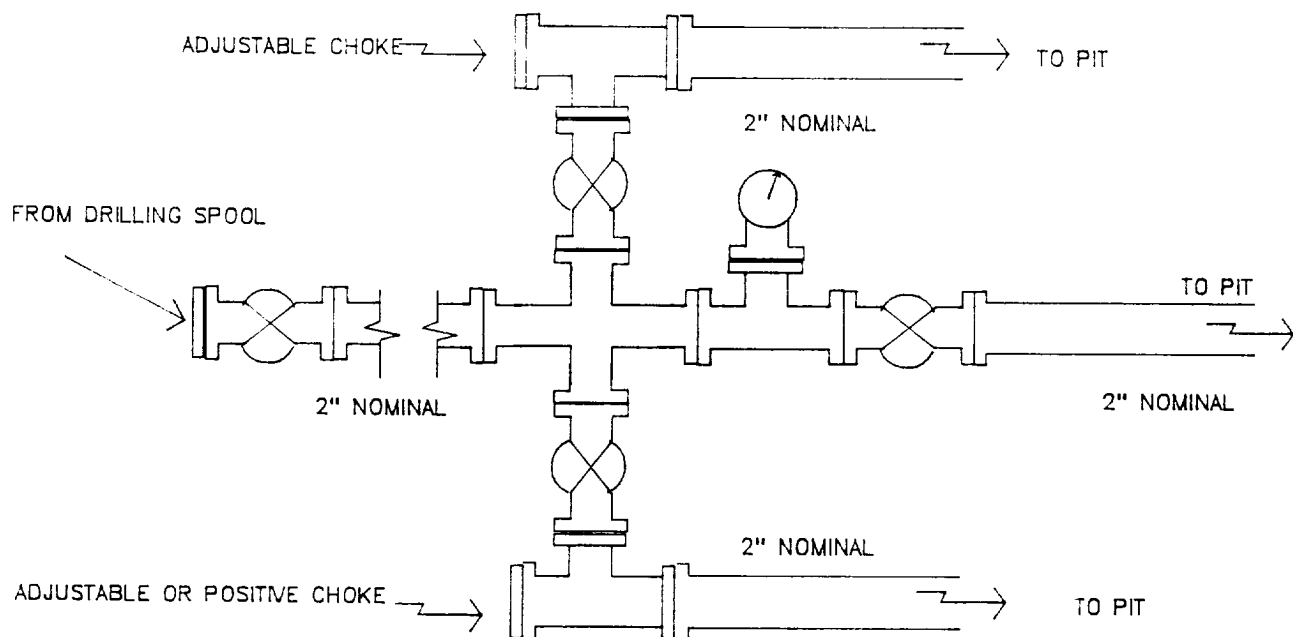 ADJUSTABLE CHOKE
TO PIT
2" NOMINAL
FROM DRILLING SPOOL
TO PIT
2" NOMINAL
2" NOMINAL
2" NOMINAL
ADJUSTABLE OR POSITIVE CHOKE
TO PIT